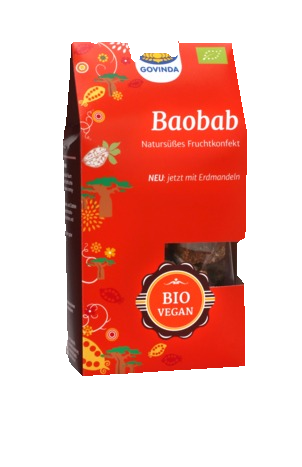 GOVINDA
Baobab
Natursüßes Fruchtkonfekt
NEU: jetzt mit Erdmandeln
BIO
VEGAN